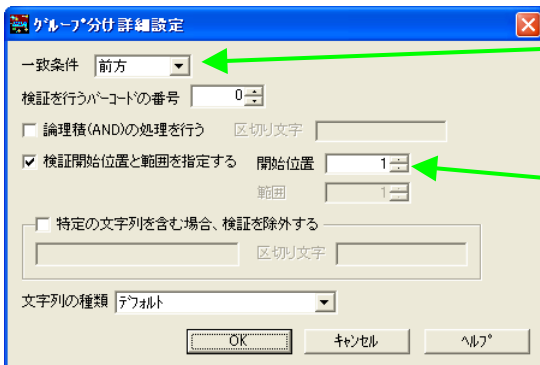 ｸﾞﾙｰﾌﾟ分け詳細設定
一致条件 前方
検証を行うﾊﾞｰｺｰﾄﾞの番号 0
論理積(AND)の処理を行う 区切り文字
検証開始位置と範囲を指定する 開始位置 1
範囲 1
特定の文字列を含む場合、検証を除外する
区切り文字
文字列の種類 ﾃﾞﾌｫﾙﾄ
OK ｷｬﾝｾﾙ ﾍﾙﾌﾟ